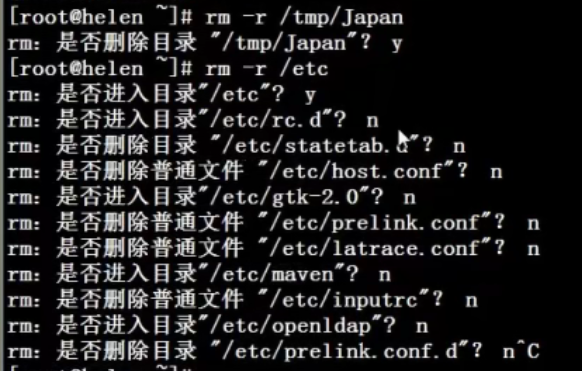 [root@helen ~]# rm -r /tmp/Japan
rm：是否删除目录 "/tmp/Japan"？ y
[root@helen ~]# rm -r /etc
rm：是否进入目录"/etc"？ y
rm：是否进入目录"/etc/rc.d"？ n
rm：是否删除目录 "/etc/statetab.d"？ n
rm：是否删除普通文件 "/etc/host.conf"？ n
rm：是否进入目录"/etc/gtk-2.0"？ n
rm：是否删除普通文件 "/etc/prelink.conf"？ n
rm：是否删除普通文件 "/etc/latrace.conf"？ n
rm：是否进入目录"/etc/maven"？ n
rm：是否删除普通文件 "/etc/inputrc"？ n
rm：是否进入目录"/etc/openldap"？ n
rm：是否删除目录 "/etc/prelink.conf.d"？ n^C